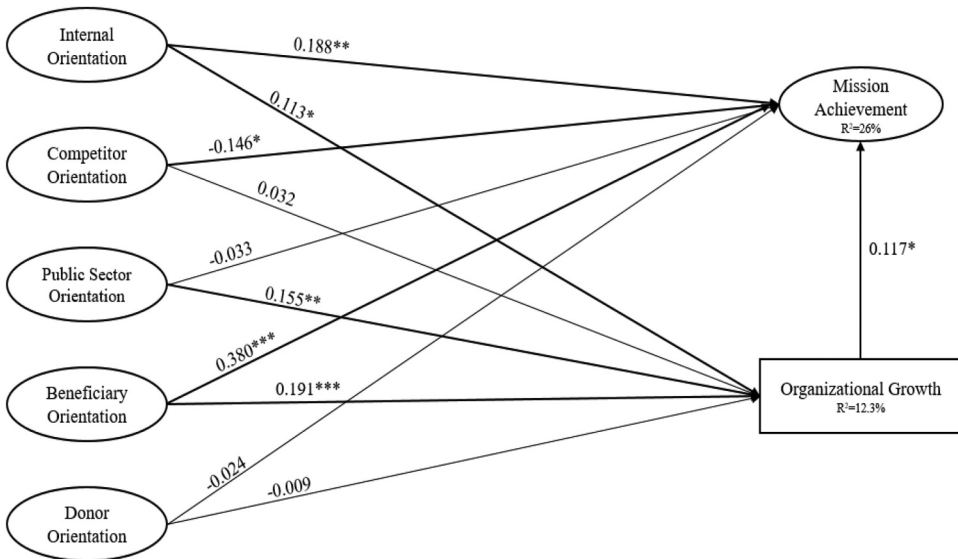 Internal
Orientation
0.188**
0.113*
Mission
Achievement
R²=26%
Competitor
Orientation
-0.146*
0.032
Public Sector
Orientation
-0.033
0.155**
0.117*
Beneficiary
Orientation
0.380***
0.191***
Organizational Growth
R²=12.3%
Donor
Orientation
-0.024
-0.009